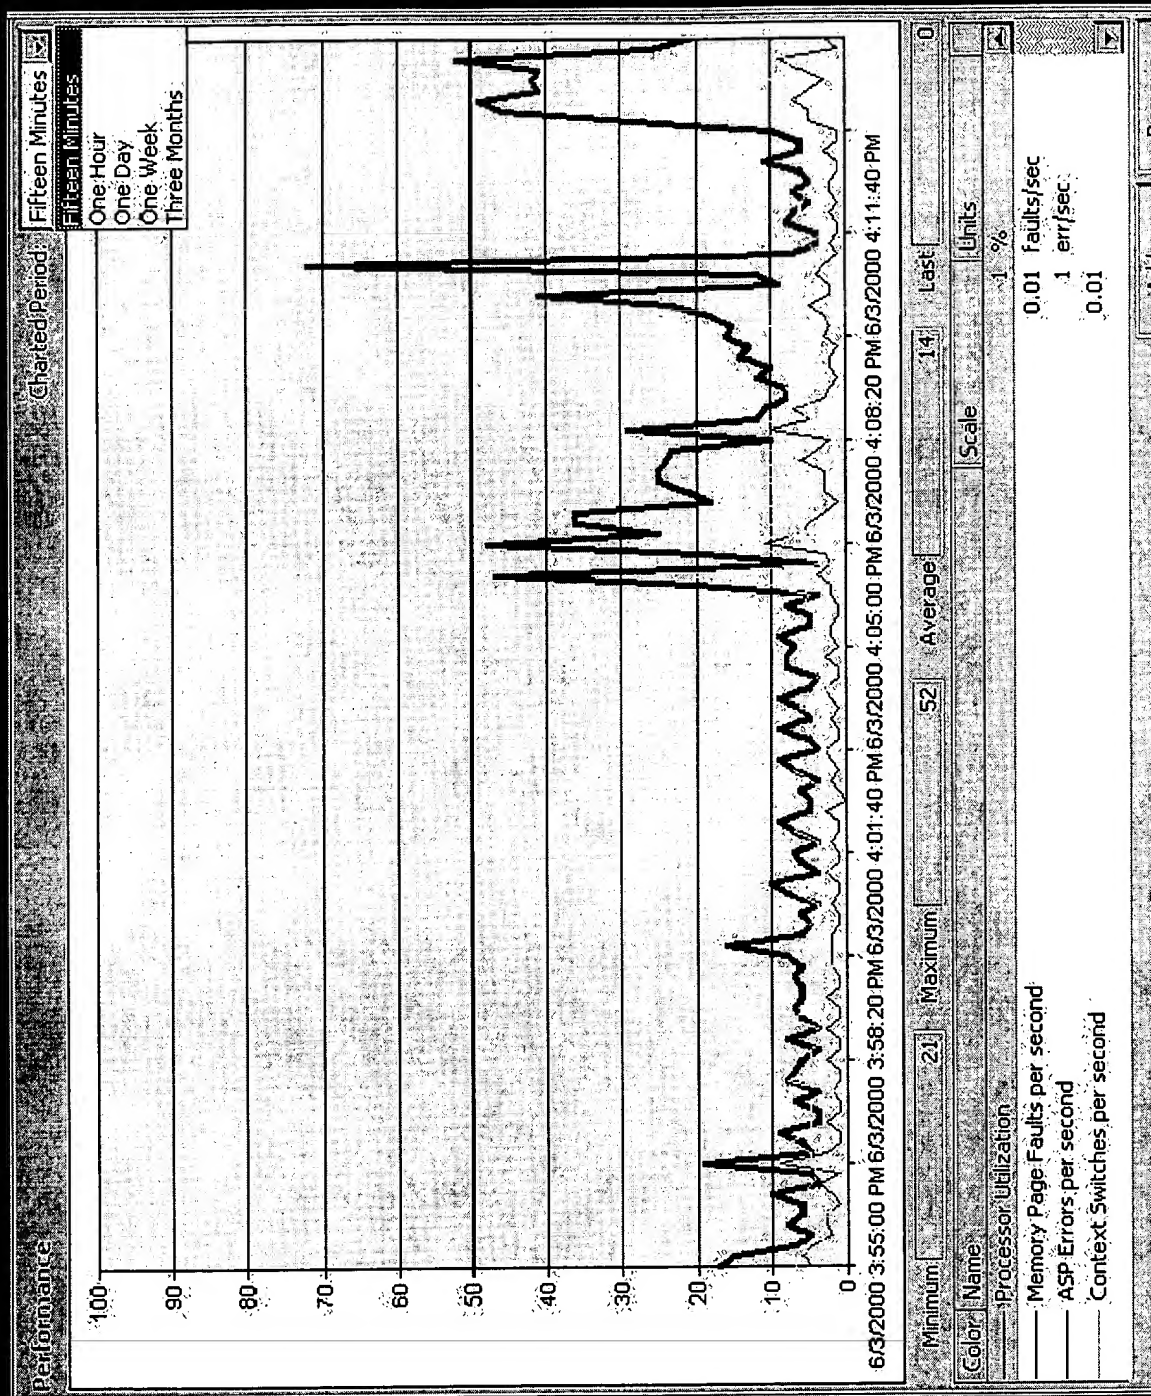 Performance
Charted Period: Fifteen Minutes
Fifteen Minutes
One Hour
One Day
One Week
Three Months
100
90
80
70
60
50
40
30
20
10
0
6/3/2000 3:55:00 PM 6/3/2000 3:58:20 PM 6/3/2000 4:01:40 PM 6/3/2000 4:05:00 PM 6/3/2000 4:08:20 PM 6/3/2000 4:11:40 PM
Minimum 21 Maximum 52 Average 14 Last 0
Color Name Scale Units
Processor Utilization 1 %
Memory Page Faults per second 0.01 faults/sec
ASP Errors per second 1 err/sec
Context Switches per second 0.01